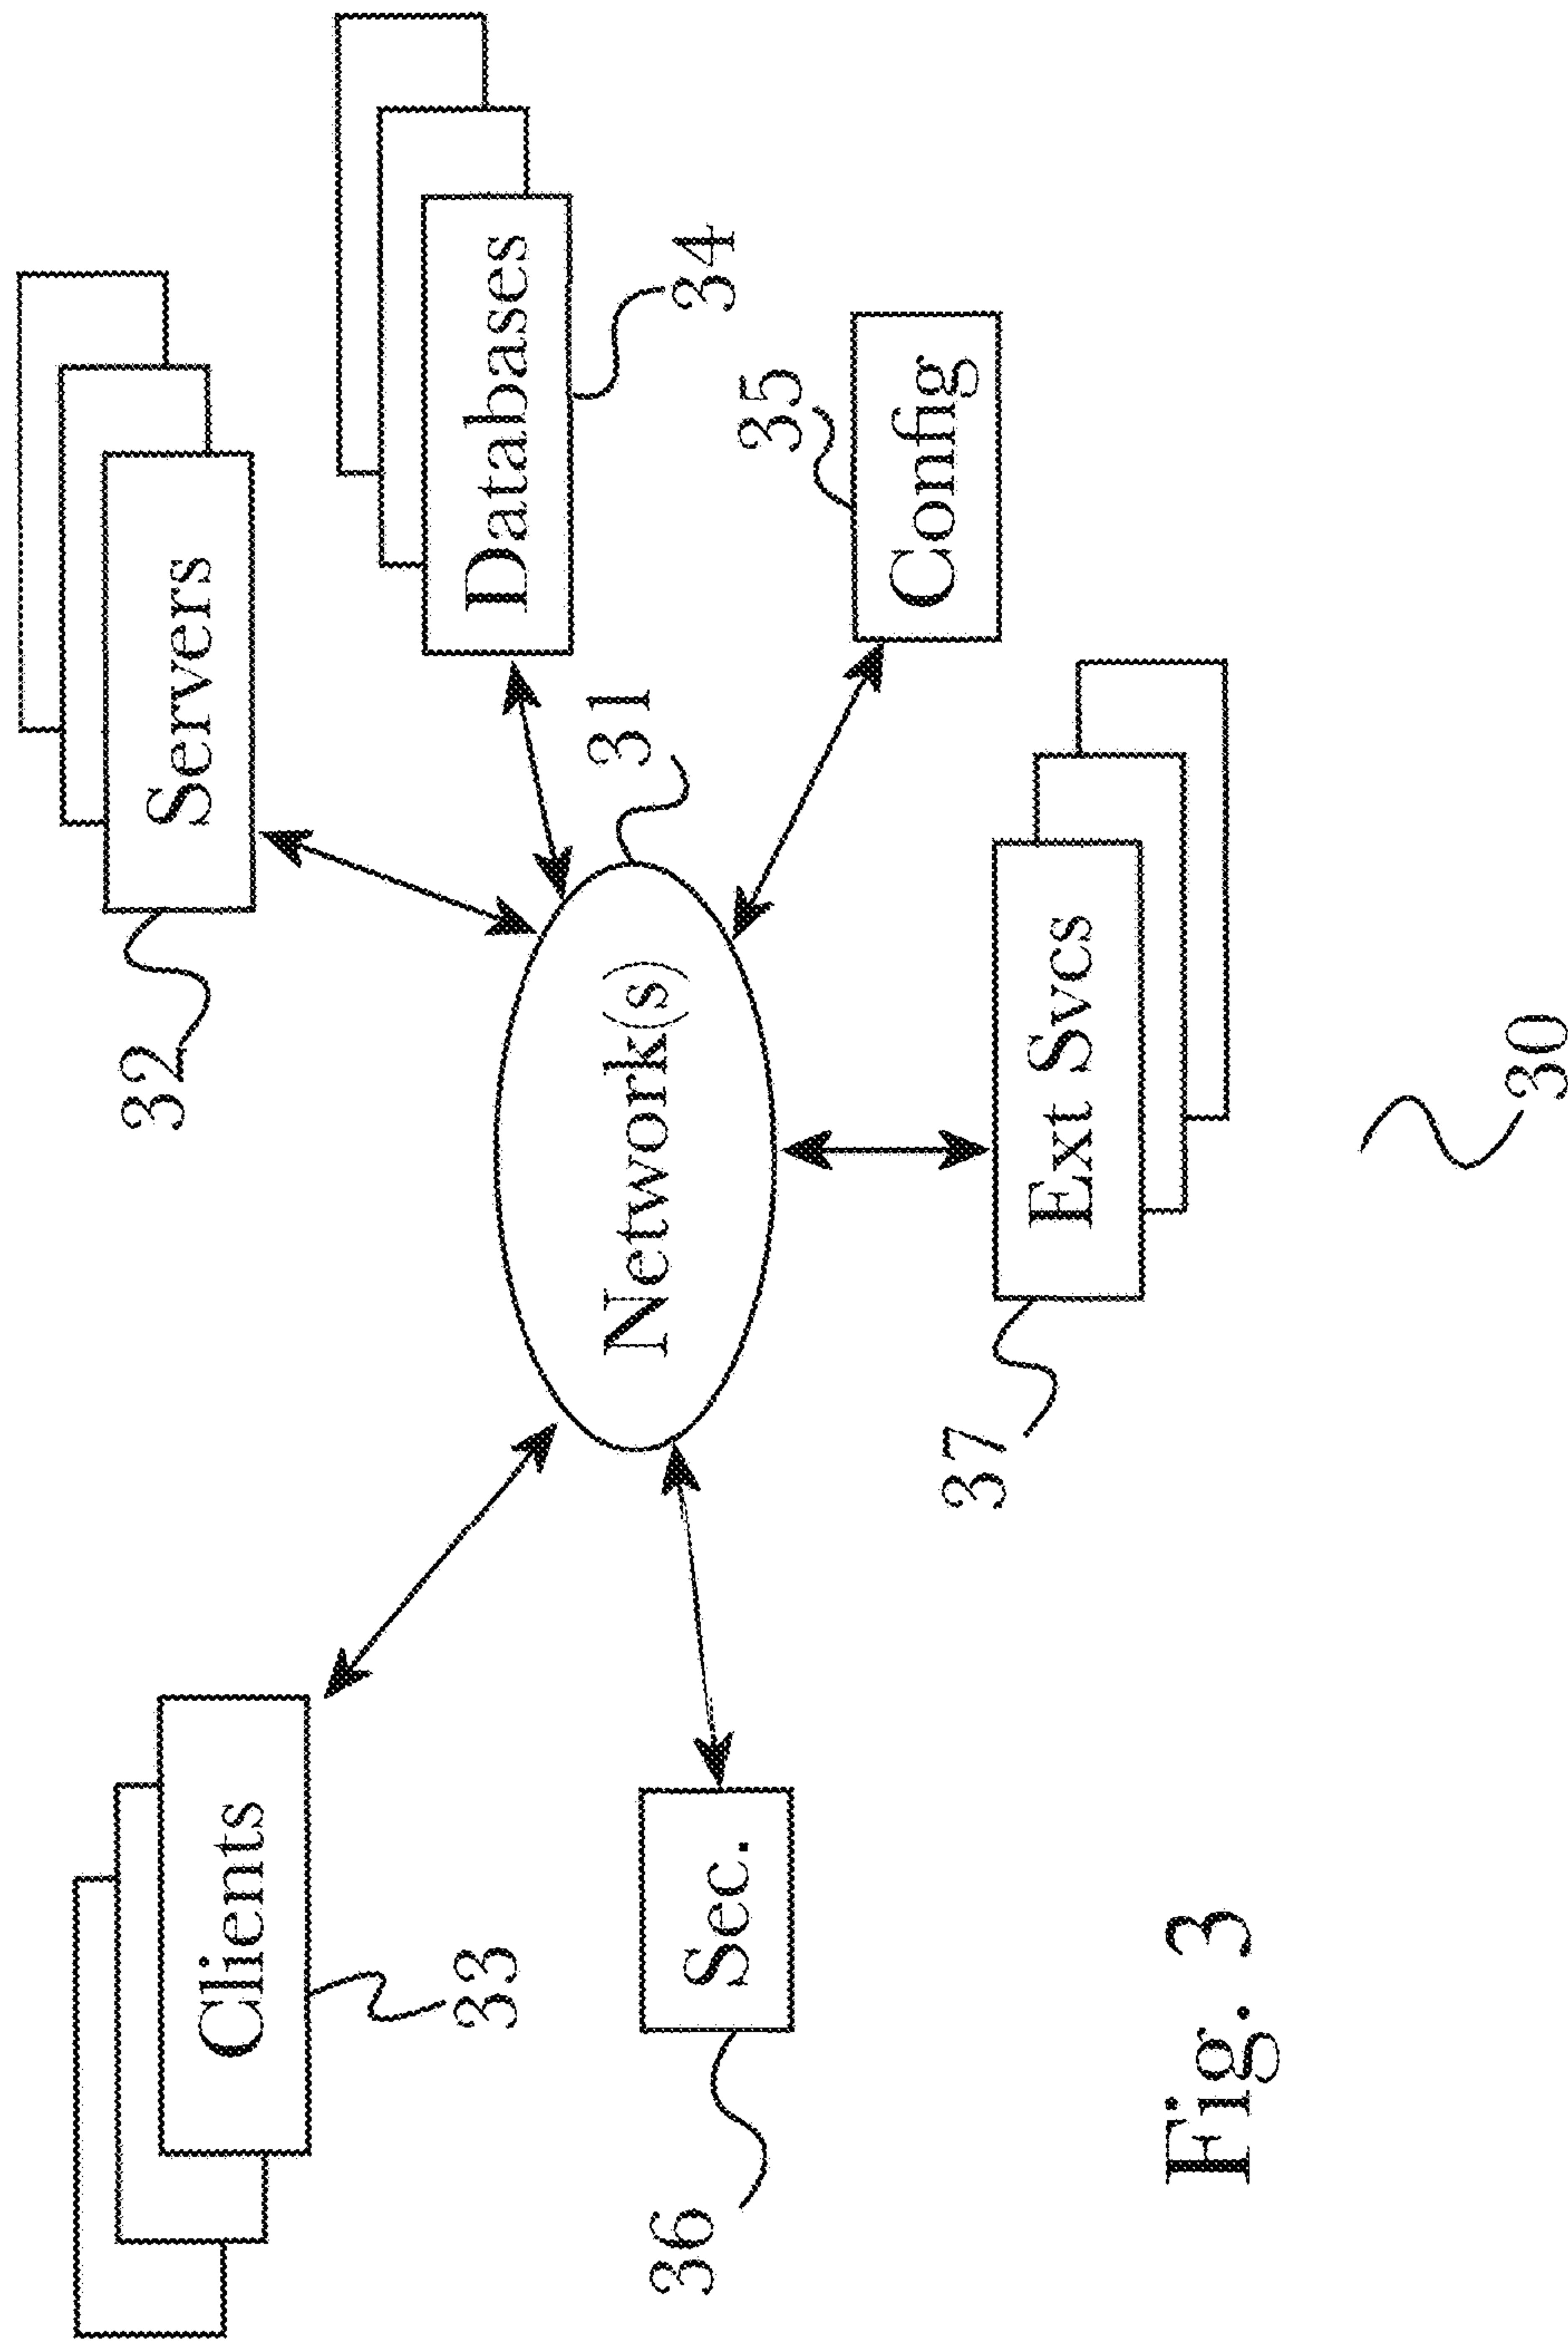 32
Servers
Clients
33
Databases
34
31
Network(s)
36
Sec.
35
Config
37
Ext Svcs
Fig. 3
30